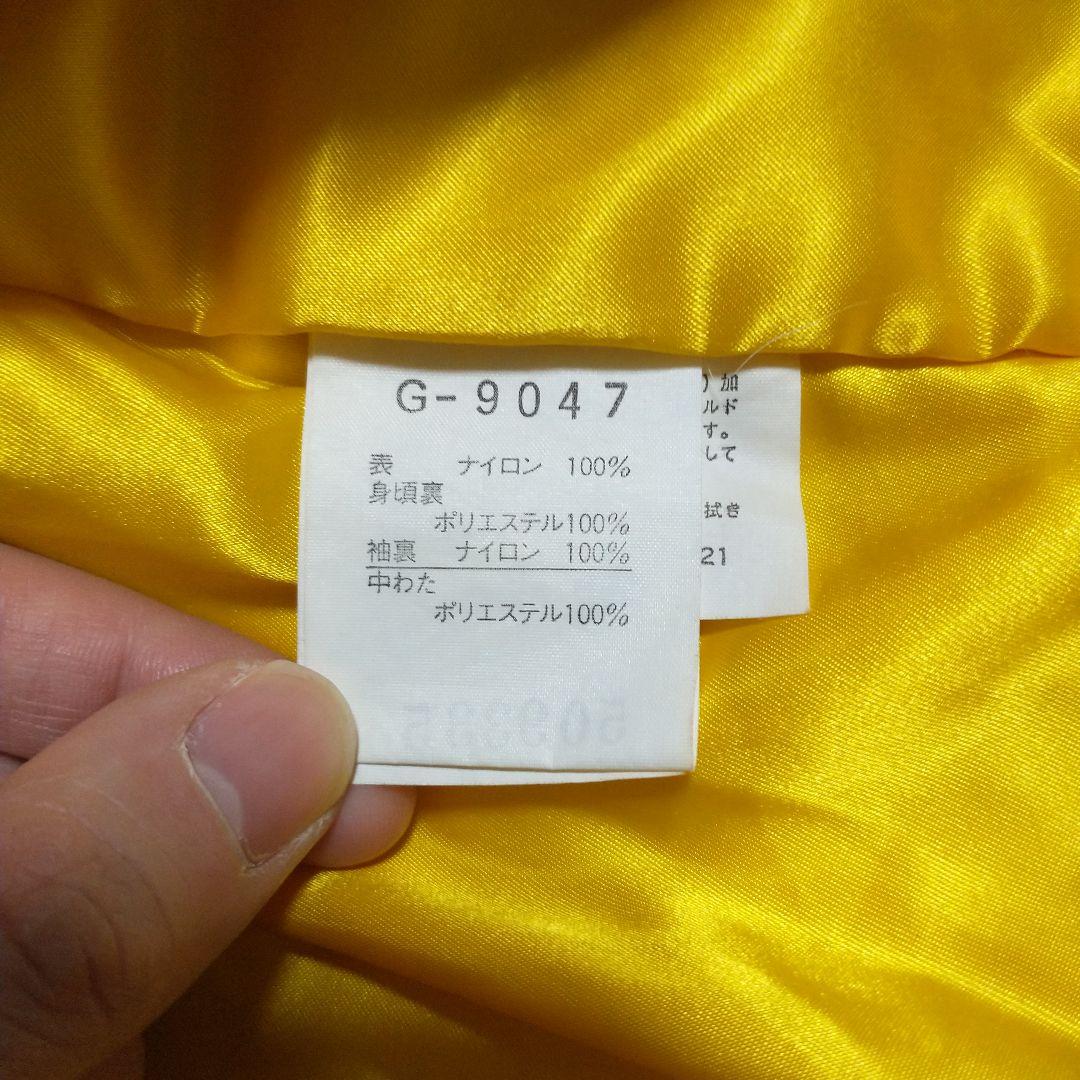 G-9047
表 ナイロン 100%
身頃裏
ポリエステル100%
袖裏 ナイロン 100%
中わた
ポリエステル100%
)加
ルド
す。
して
拭き
21